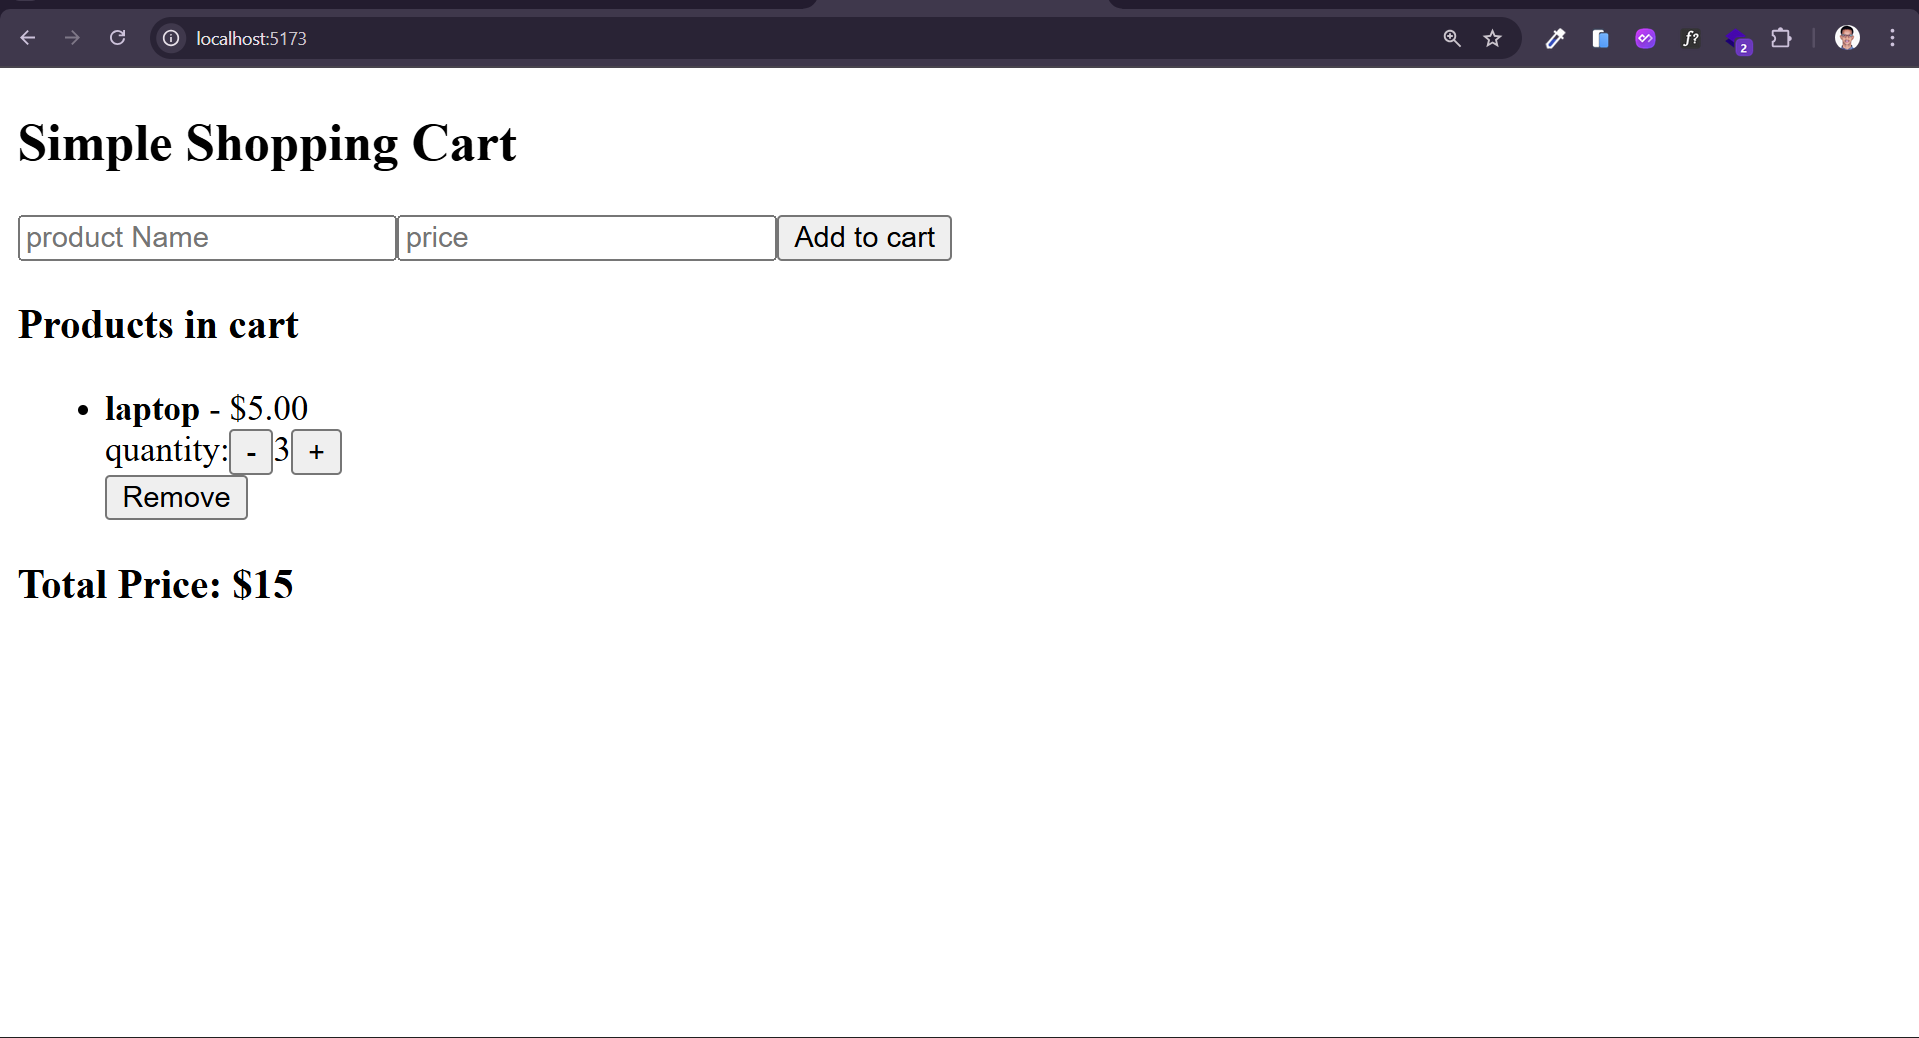 localhost:5173
f?
2
Simple Shopping Cart
product Name price Add to cart
Products in cart
laptop - $5.00
quantity: - 3 +
Remove
Total Price: $15